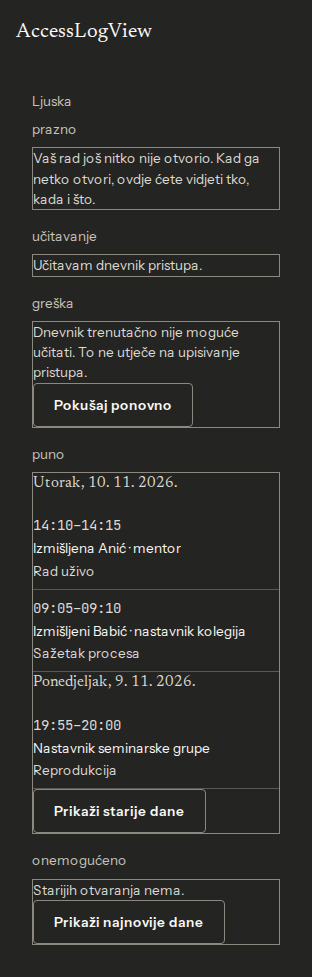 AccessLogView
Ljuska
prazno
Vaš rad još nitko nije otvorio. Kad ga
netko otvori, ovdje ćete vidjeti tko,
kada i što.
učitavanje
Učitavam dnevnik pristupa.
greška
Dnevnik trenutačno nije moguće
učitati. To ne utječe na upisivanje
pristupa.
Pokušaj ponovno
puno
Utorak, 10. 11. 2026.
14:10–14:15
Izmišljena Anić · mentor
Rad uživo
09:05–09:10
Izmišljeni Babić · nastavnik kolegija
Sažetak procesa
Ponedjeljak, 9. 11. 2026.
19:55–20:00
Nastavnik seminarske grupe
Reprodukcija
Prikaži starije dane
onemogućeno
Starijih otvaranja nema.
Prikaži najnovije dane